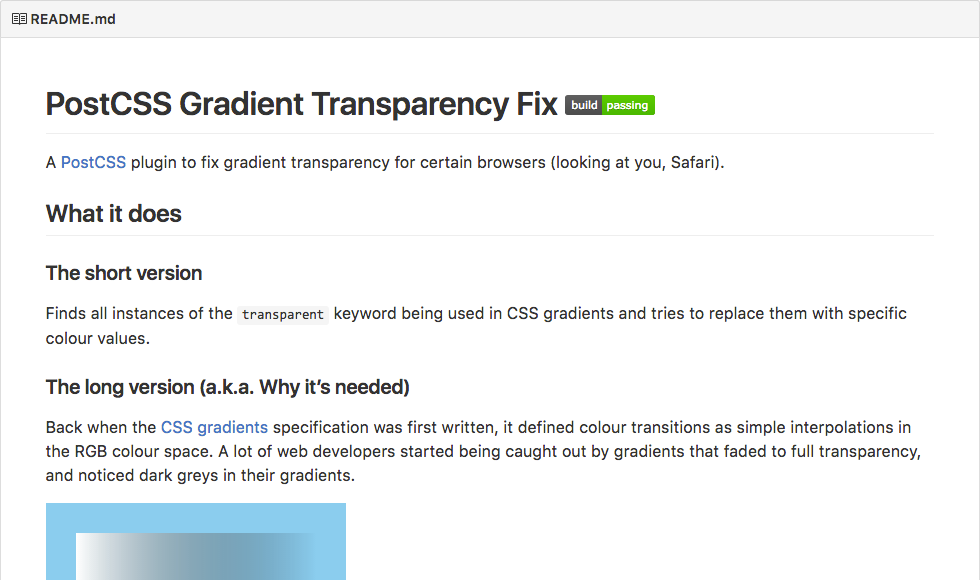 README.md
PostCSS Gradient Transparency Fix build passing
A PostCSS plugin to fix gradient transparency for certain browsers (looking at you, Safari).
What it does
The short version
Finds all instances of the transparent keyword being used in CSS gradients and tries to replace them with specific
colour values.
The long version (a.k.a. Why it’s needed)
Back when the CSS gradients specification was first written, it defined colour transitions as simple interpolations in
the RGB colour space. A lot of web developers started being caught out by gradients that faded to full transparency,
and noticed dark greys in their gradients.